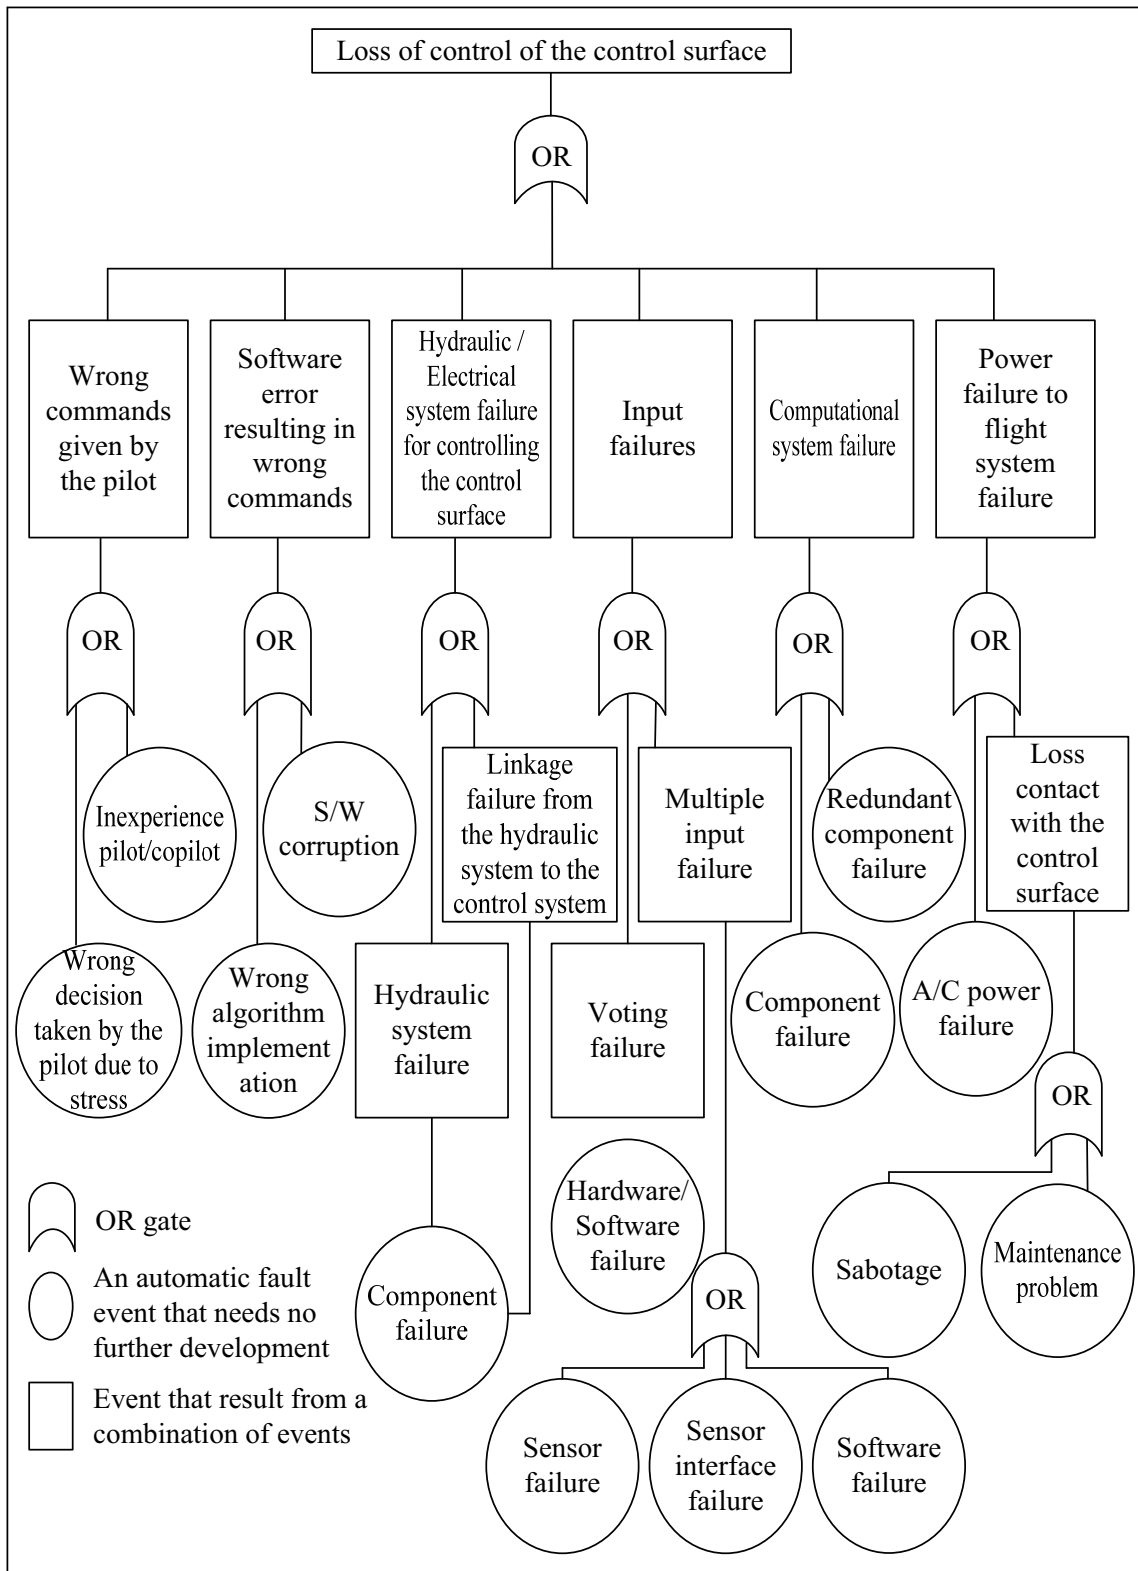 Loss of control of the control surface
OR
Wrong
commands
given by
the pilot
Software
error
resulting in
wrong
commands
Hydraulic /
Electrical
system failure
for controlling
the control
surface
Input
failures
Computational
system failure
Power
failure to
flight
system
failure
OR
OR
OR
OR
OR
OR
Inexperience
pilot/copilot
S/W
corruption
Linkage
failure from
the hydraulic
system to the
control system
Multiple
input
failure
Redundant
component
failure
Loss
contact
with the
control
surface
Wrong
decision
taken by the
pilot due to
stress
Wrong
algorithm
implement
ation
Hydraulic
system
failure
Voting
failure
Component
failure
A/C power
failure
OR
Hardware/
Software
failure
Sabotage
Maintenance
problem
Component
failure
OR
Sensor
failure
Sensor
interface
failure
Software
failure
OR gate
An automatic fault
event that needs no
further development
Event that result from a
combination of events